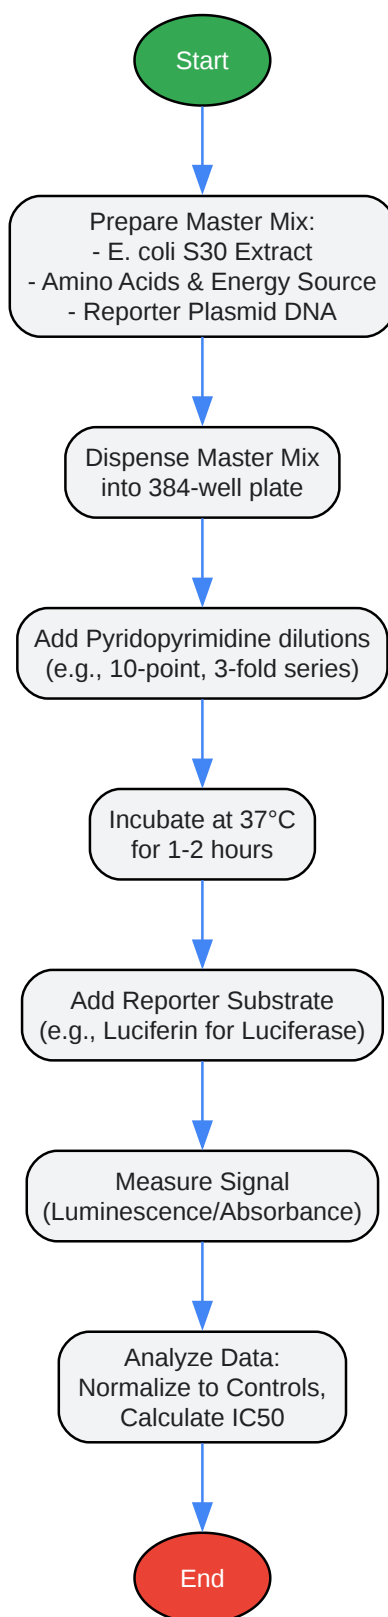 Start
Prepare Master Mix:
- E. coli S30 Extract
- Amino Acids & Energy Source
- Reporter Plasmid DNA
Dispense Master Mix
into 384-well plate
Add Pyridopyrimidine dilutions
(e.g., 10-point, 3-fold series)
Incubate at 37°C
for 1-2 hours
Add Reporter Substrate
(e.g., Luciferin for Luciferase)
Measure Signal
(Luminescence/Absorbance)
Analyze Data:
Normalize to Controls,
Calculate IC50
End